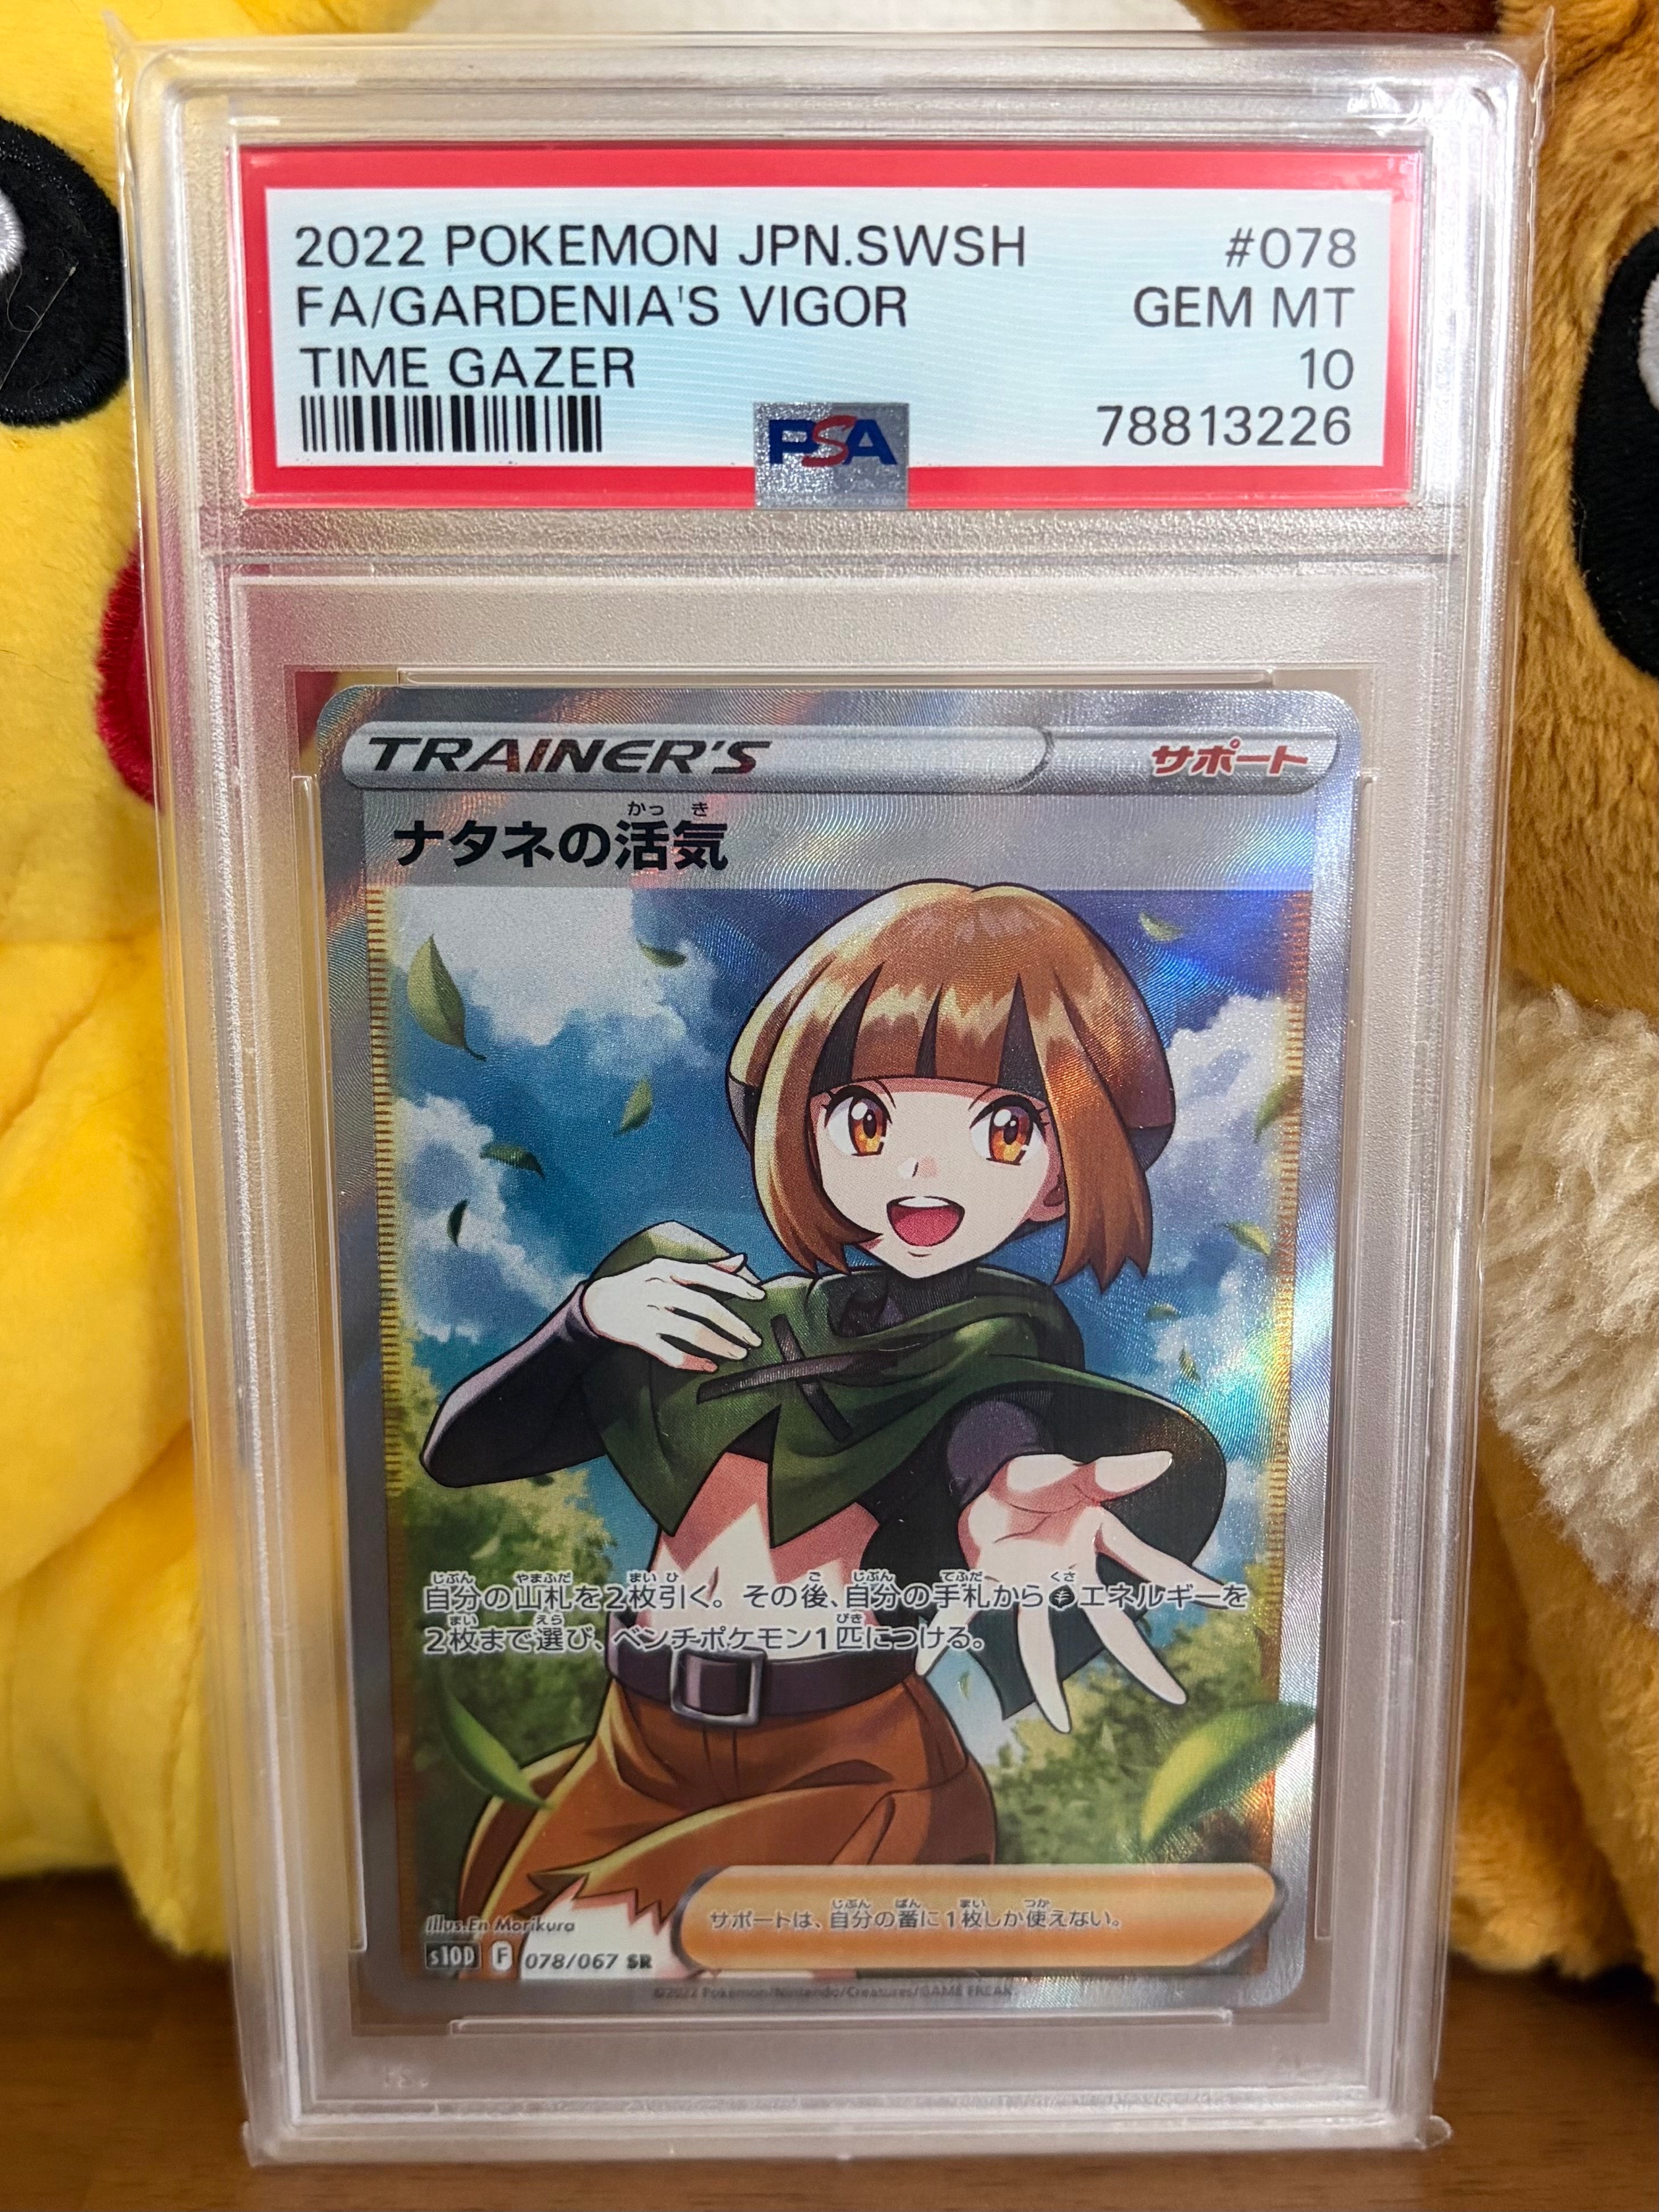 2022 POKEMON JPN.SWSH #078
FA/GARDENIA'S VIGOR GEM MT
TIME GAZER 10
PSA 78813226
TRAINER'S サポート
かっ き
ナタネの活気
じぶん やまふだ まい ひ ご じぶん てふだ くさ
自分の山札を2枚引く。その後、自分の手札からエネルギーを
まい えら びき
2枚まで選び、ベンチポケモン1匹につける。
じぶん ばん まい つか
サポートは、自分の番に1枚しか使えない。
illus.En Morikura
s10D F 078/067 SR
©2022 Pokémon/Nintendo/Creatures/GAME FREAK